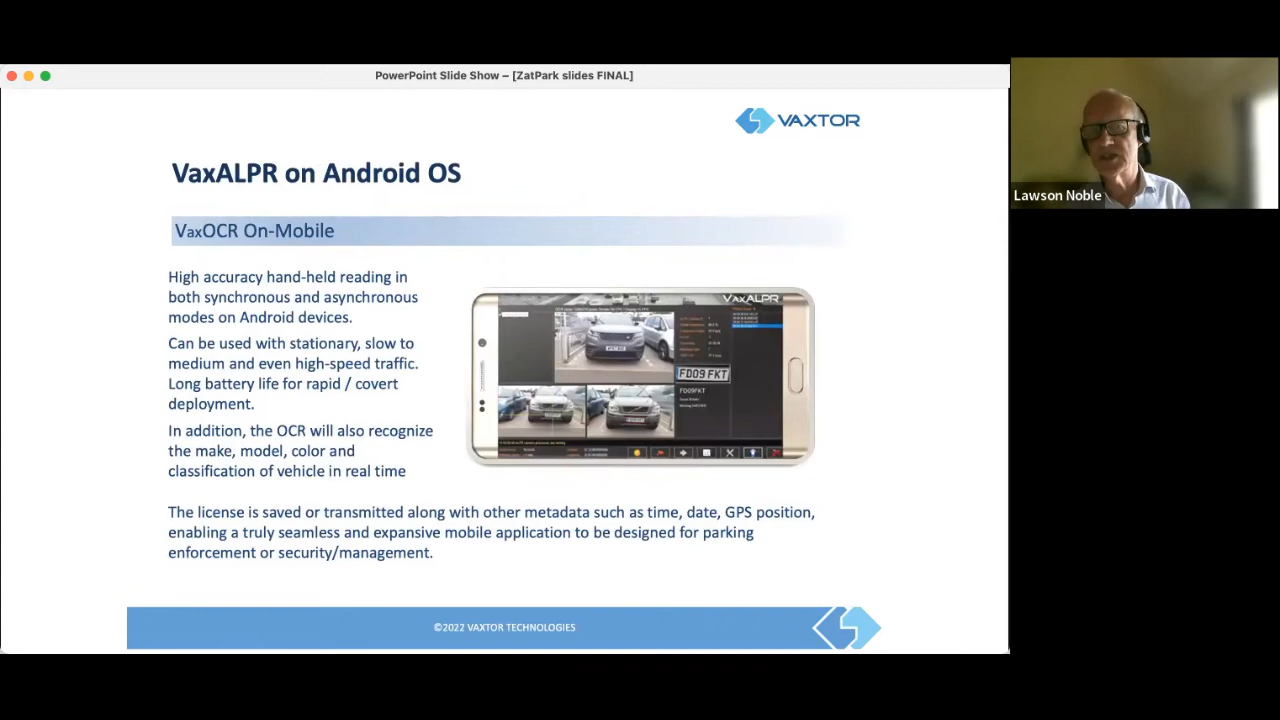 PowerPoint Slide Show – [ZatPark slides FINAL]
VAXTOR
VaxALPR on Android OS
VaxOCR On-Mobile
High accuracy hand-held reading in
both synchronous and asynchronous
modes on Android devices.
Can be used with stationary, slow to
medium and even high-speed traffic.
Long battery life for rapid / covert
deployment.
In addition, the OCR will also recognize
the make, model, color and
classification of vehicle in real time
VaxALPR
FD09 FKT
FD09FKT
The license is saved or transmitted along with other metadata such as time, date, GPS position,
enabling a truly seamless and expansive mobile application to be designed for parking
enforcement or security/management.
©2022 VAXTOR TECHNOLOGIES
Lawson Noble